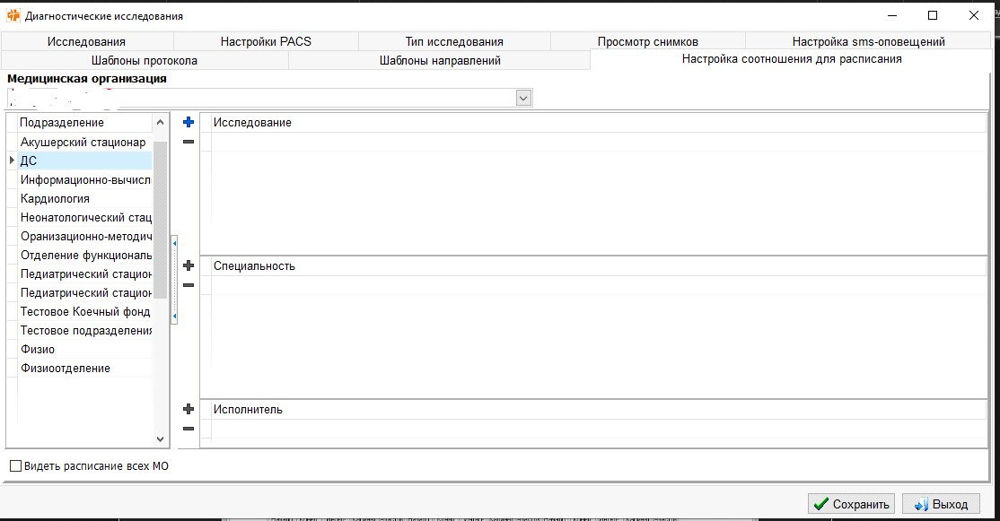 Диагностические исследования
Исследования Настройки PACS Тип исследования Просмотр снимков Настройка sms-оповещений
Шаблоны протокола Шаблоны направлений Настройка соотношения для расписания
Медицинская организация
Подразделение
Акушерский стационар
ДС
Информационно-вычисл
Кардиология
Неонатологический стац
Оранизационно-методич
Отделение функциональ
Педиатрический стацион
Педиатрический стацион
Тестовое Коечный фонд
Тестовое подразделения
Физио
Физиоотделение
Исследование
Специальность
Исполнитель
Видеть расписание всех МО
Сохранить Выход